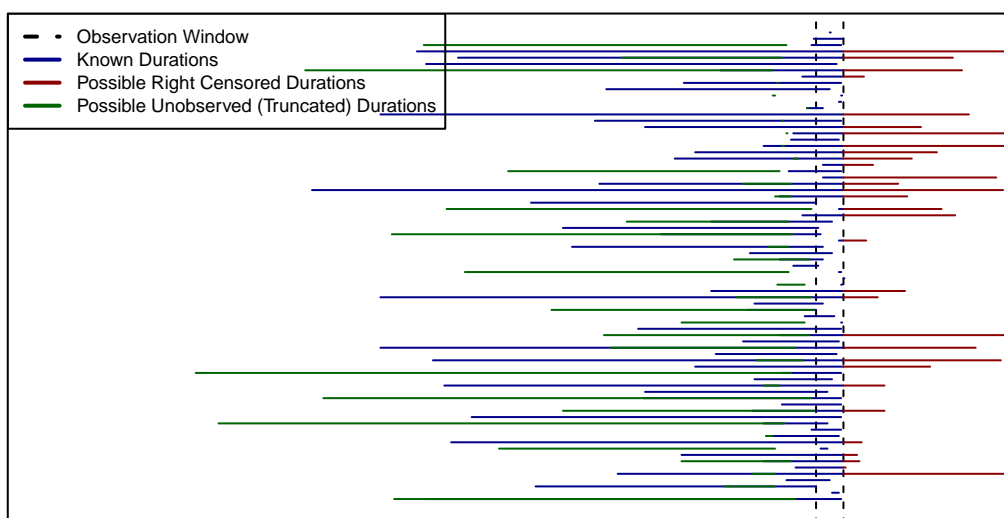 Observation Window
Known Durations
Possible Right Censored Durations
Possible Unobserved (Truncated) Durations